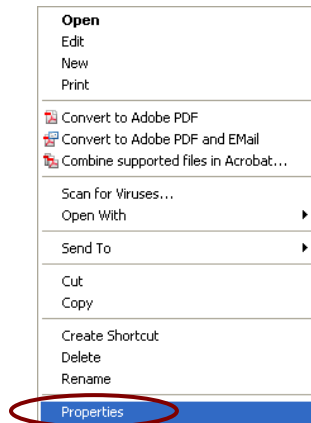 Open
Edit
New
Print
Convert to Adobe PDF
Convert to Adobe PDF and EMail
Combine supported files in Acrobat...
Scan for Viruses...
Open With
Send To
Cut
Copy
Create Shortcut
Delete
Rename
Properties